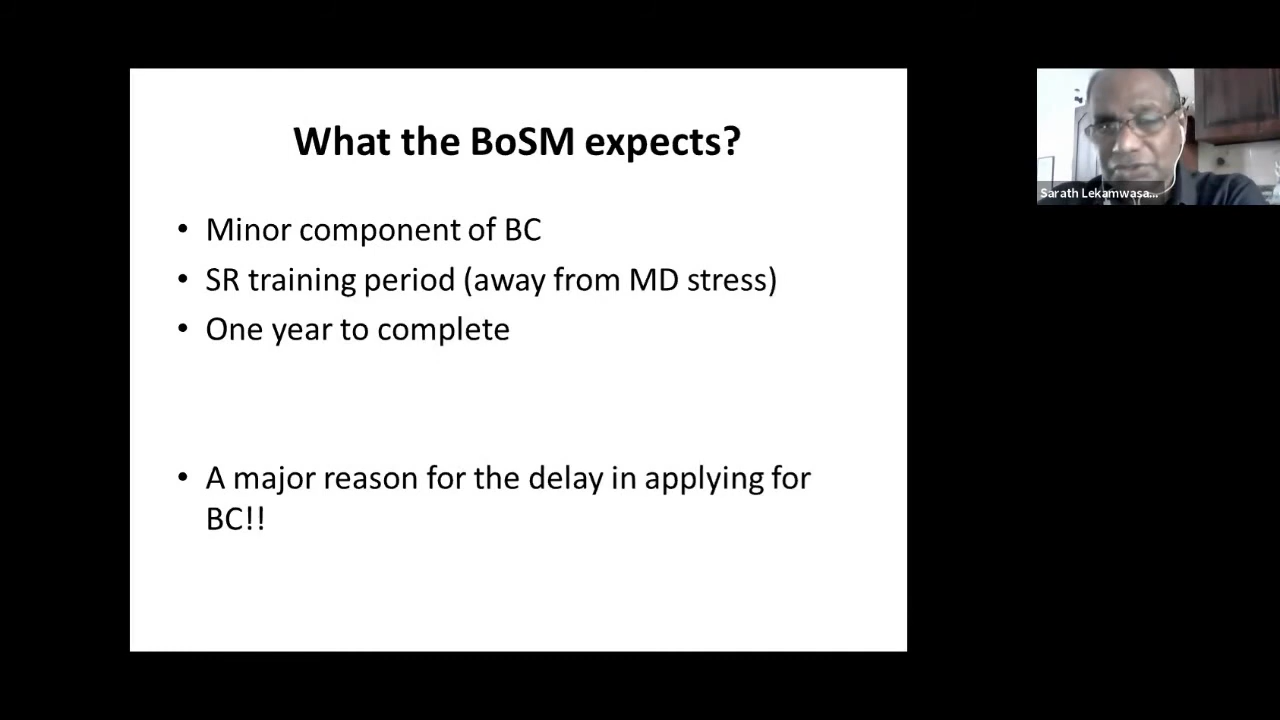 What the BoSM expects?
• Minor component of BC
• SR training period (away from MD stress)
• One year to complete
• A major reason for the delay in applying for
BC!!
Sarath Lekamwasa...